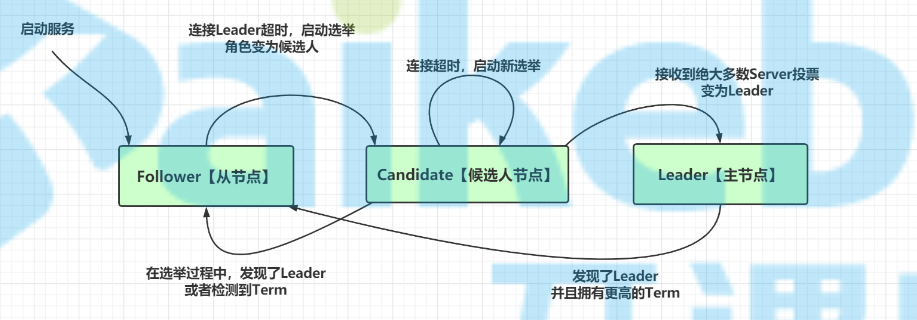 启动服务
连接Leader超时，启动选举
角色变为候选人
连接超时，启动新选举
接收到绝大多数Server投票
变为Leader
Follower【从节点】
Candidate【候选人节点】
Leader【主节点】
在选举过程中，发现了Leader
或者检测到Term
发现了Leader
并且拥有更高的Term